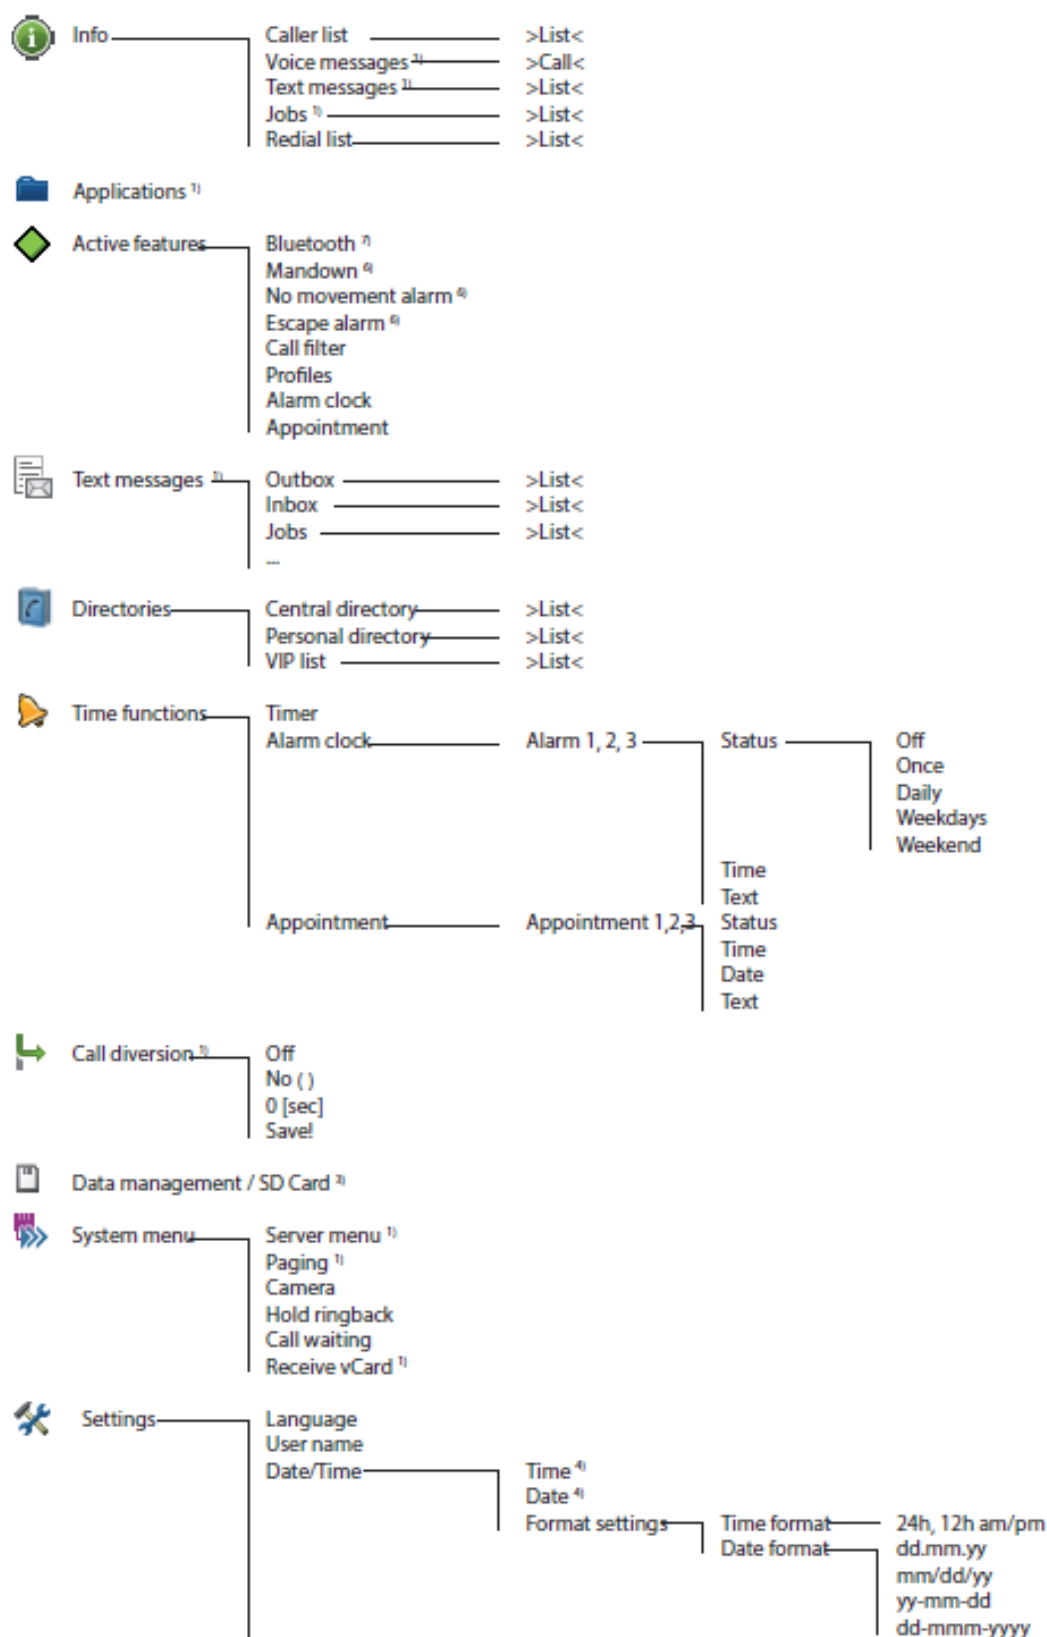 Info Caller list >List<
Voice messages 1) >Call<
Text messages 1) >List<
Jobs 1) >List<
Redial list >List<
Applications 1)
Active features Bluetooth 7)
Mandown 6)
No movement alarm 6)
Escape alarm 6)
Call filter
Profiles
Alarm clock
Appointment
Text messages 1) Outbox >List<
Inbox >List<
Jobs >List<
...
Directories Central directory >List<
Personal directory >List<
VIP list >List<
Time functions Timer
Alarm clock Alarm 1, 2, 3 Status Off
Once
Daily
Weekdays
Weekend
Time
Text
Appointment Appointment 1,2,3 Status
Time
Date
Text
Call diversion 1) Off
No ( )
0 [sec]
Save!
Data management / SD Card 3)
System menu Server menu 1)
Paging 1)
Camera
Hold ringback
Call waiting
Receive vCard 1)
Settings Language
User name
Date/Time Time 4)
Date 4)
Format settings Time format 24h, 12h am/pm
Date format dd.mm.yy
mm/dd/yy
yy-mm-dd
dd-mmm-yyyy